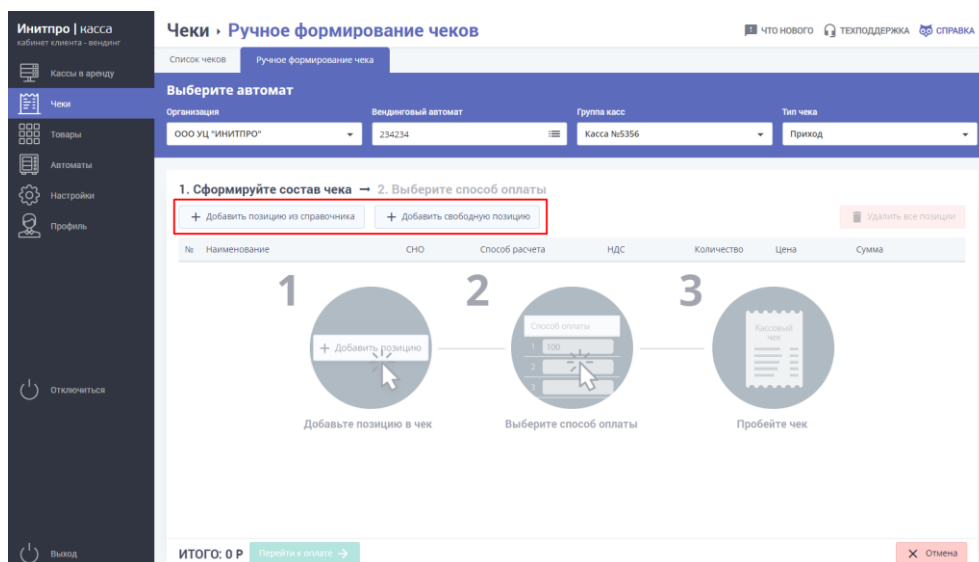 Инитпро | касса
кабинет клиента - вендинг
Кассы в аренду
Чеки
Товары
Автоматы
Настройки
Профиль
Отключиться
Выход
Чеки › Ручное формирование чеков
ЧТО НОВОГО ТЕХПОДДЕРЖКА СПРАВКА
Список чеков Ручное формирование чека
Выберите автомат
Организация Вендинговый автомат Группа касс Тип чека
ООО УЦ "ИНИТПРО" 234234 Касса №5356 Приход
1. Сформируйте состав чека → 2. Выберите способ оплаты
+ Добавить позицию из справочника + Добавить свободную позицию Удалить все позиции
№ Наименование СНО Способ расчета НДС Количество Цена Сумма
1 2 3
+ Добавить позицию
Способ оплаты
1 100
2
3
Кассовый
чек
Добавьте позицию в чек Выберите способ оплаты Пробейте чек
ИТОГО: 0 Р Перейти к оплате → × Отмена